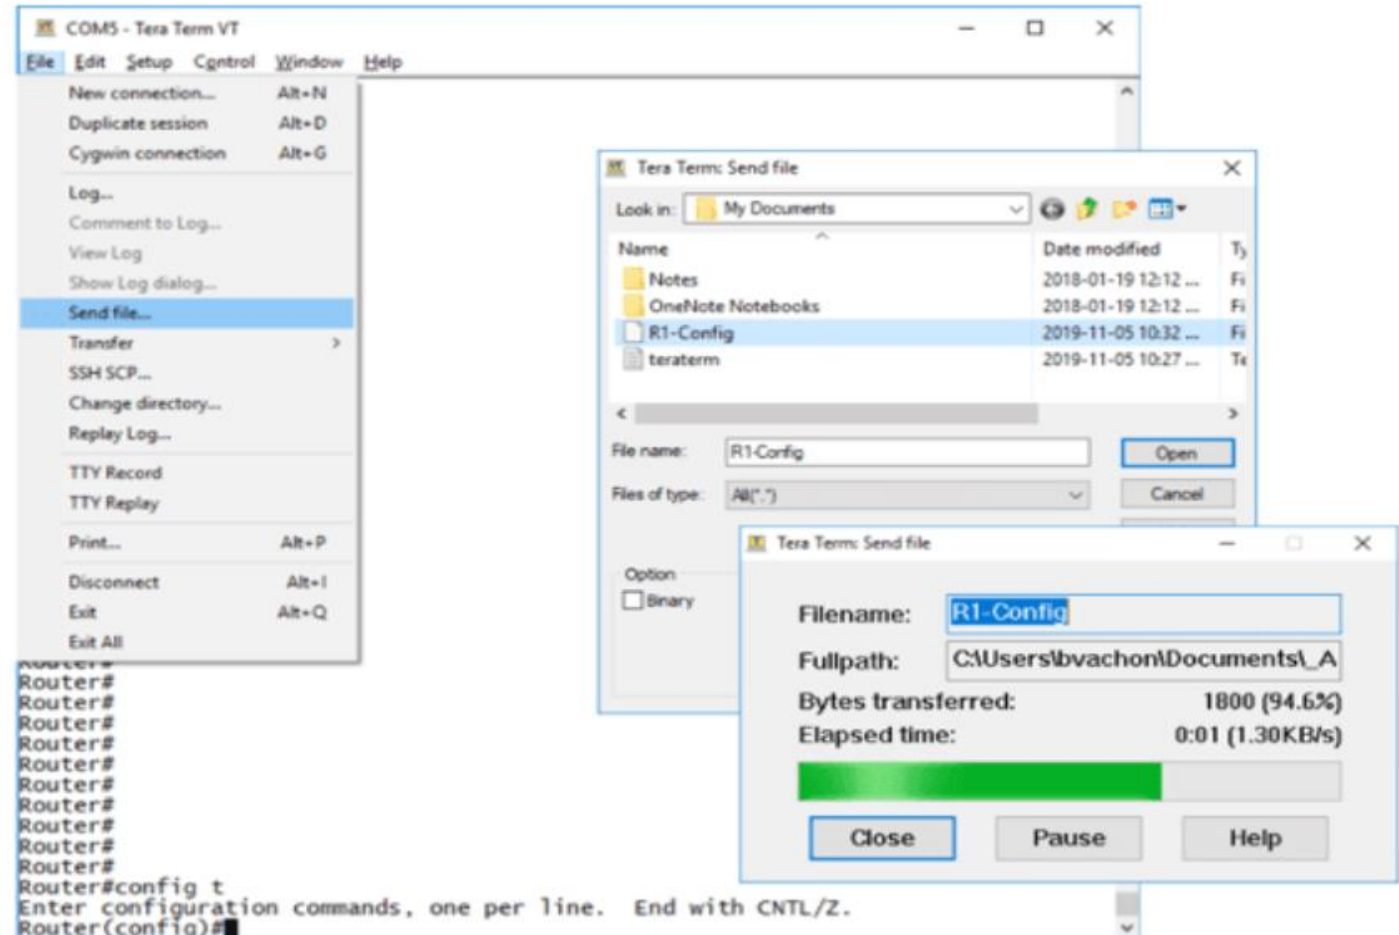 COM5 - Tera Term VT
File Edit Setup Control Window Help
New connection... Alt+N
Duplicate session Alt+D
Cygwin connection Alt+G
Log...
Comment to Log...
View Log
Show Log dialog...
Send file...
Transfer >
SSH SCP...
Change directory...
Replay Log...
TTY Record
TTY Replay
Print... Alt+P
Disconnect Alt+I
Exit Alt+Q
Exit All
Tera Term: Send file
Look in: My Documents
Name Date modified Ty
Notes 2018-01-19 12:12 ... Fi
OneNote Notebooks 2018-01-19 12:12 ... Fi
R1-Config 2019-11-05 10:32 ... Fi
teraterm 2019-11-05 10:27 ... Te
File name: R1-Config Open
Files of type: All(*.*) Cancel
Option
Binary
Tera Term: Send file
Filename: R1-Config
Fullpath: C:\Users\bvachon\Documents\_A
Bytes transferred: 1800 (94.6%)
Elapsed time: 0:01 (1.30KB/s)
Close Pause Help
Router#
Router#
Router#
Router#
Router#
Router#
Router#
Router#
Router#
Router#
Router#
Router#config t
Enter configuration commands, one per line. End with CNTL/Z.
Router(config)#